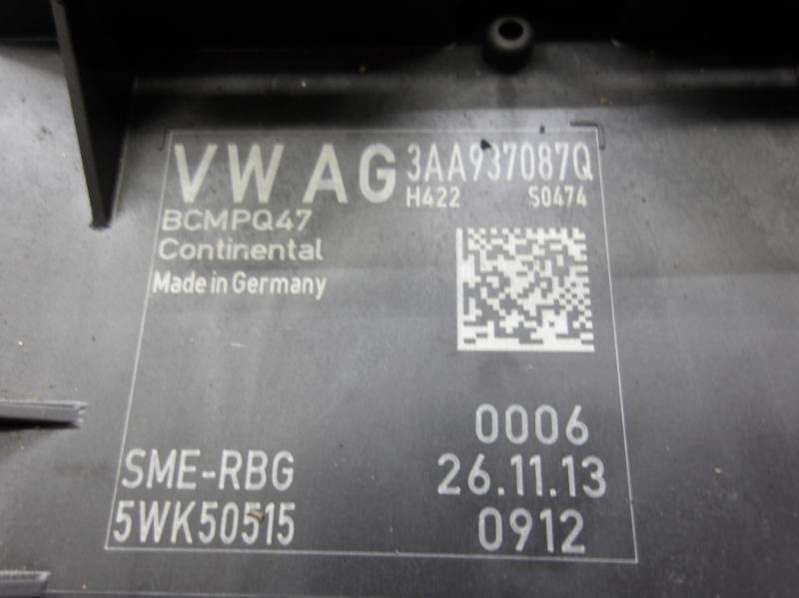 VW AG 3AA937087Q
H422 S0474
BCMPQ47
Continental
Made in Germany
0006
SME-RBG 26.11.13
5WK50515 0912